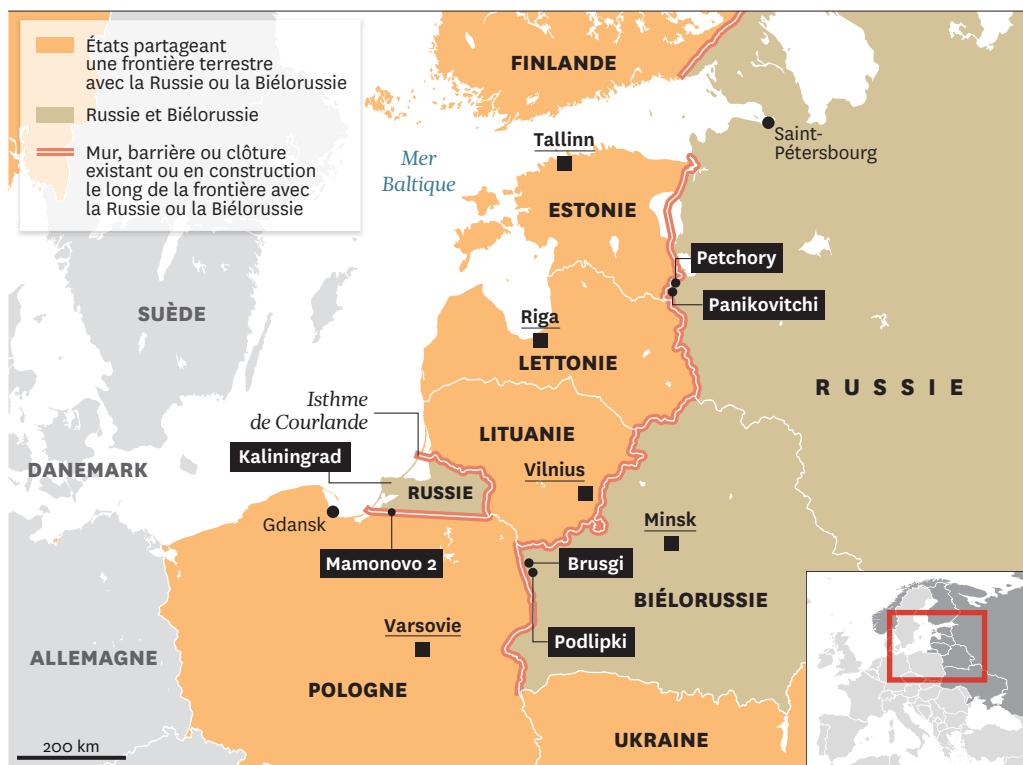 États partageant
une frontière terrestre
avec la Russie ou la Biélorussie
Russie et Biélorussie
Mur, barrière ou clôture
existant ou en construction
le long de la frontière avec
la Russie ou la Biélorussie
FINLANDE
Saint-
Pétersbourg
Tallinn
Mer
Baltique
ESTONIE
Petchory
Panikovitchi
SUÈDE
Riga
LETTONIE
RUSSIE
Isthme
de Courlande
LITUANIE
Kaliningrad
DANEMARK
Vilnius
RUSSIE
Gdansk
Minsk
Mamonovo 2
Brusgi
BIÉLORUSSIE
Varsovie
Podlipki
ALLEMAGNE
POLOGNE
UKRAINE
200 km